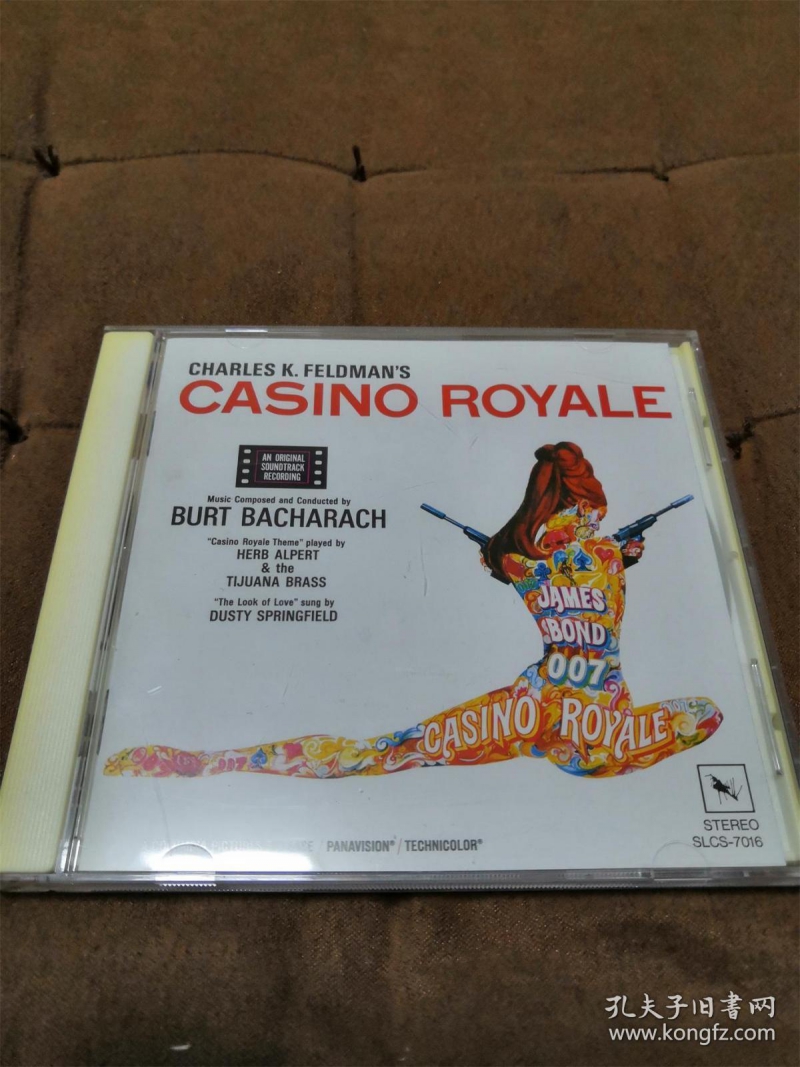 CHARLES K. FELDMAN'S
CASINO ROYALE
AN ORIGINAL
SOUNDTRACK
RECORDING
Music Composed and Conducted by
BURT BACHARACH
"Casino Royale Theme" played by
HERB ALPERT
& the
TIJUANA BRASS
"The Look of Love" sung by
DUSTY SPRINGFIELD
JAMES
BOND
007
CASINO ROYALE
007
STEREO
SLCS-7016
PANAVISION® / TECHNICOLOR®
孔夫子旧書网
www.kongfz.com